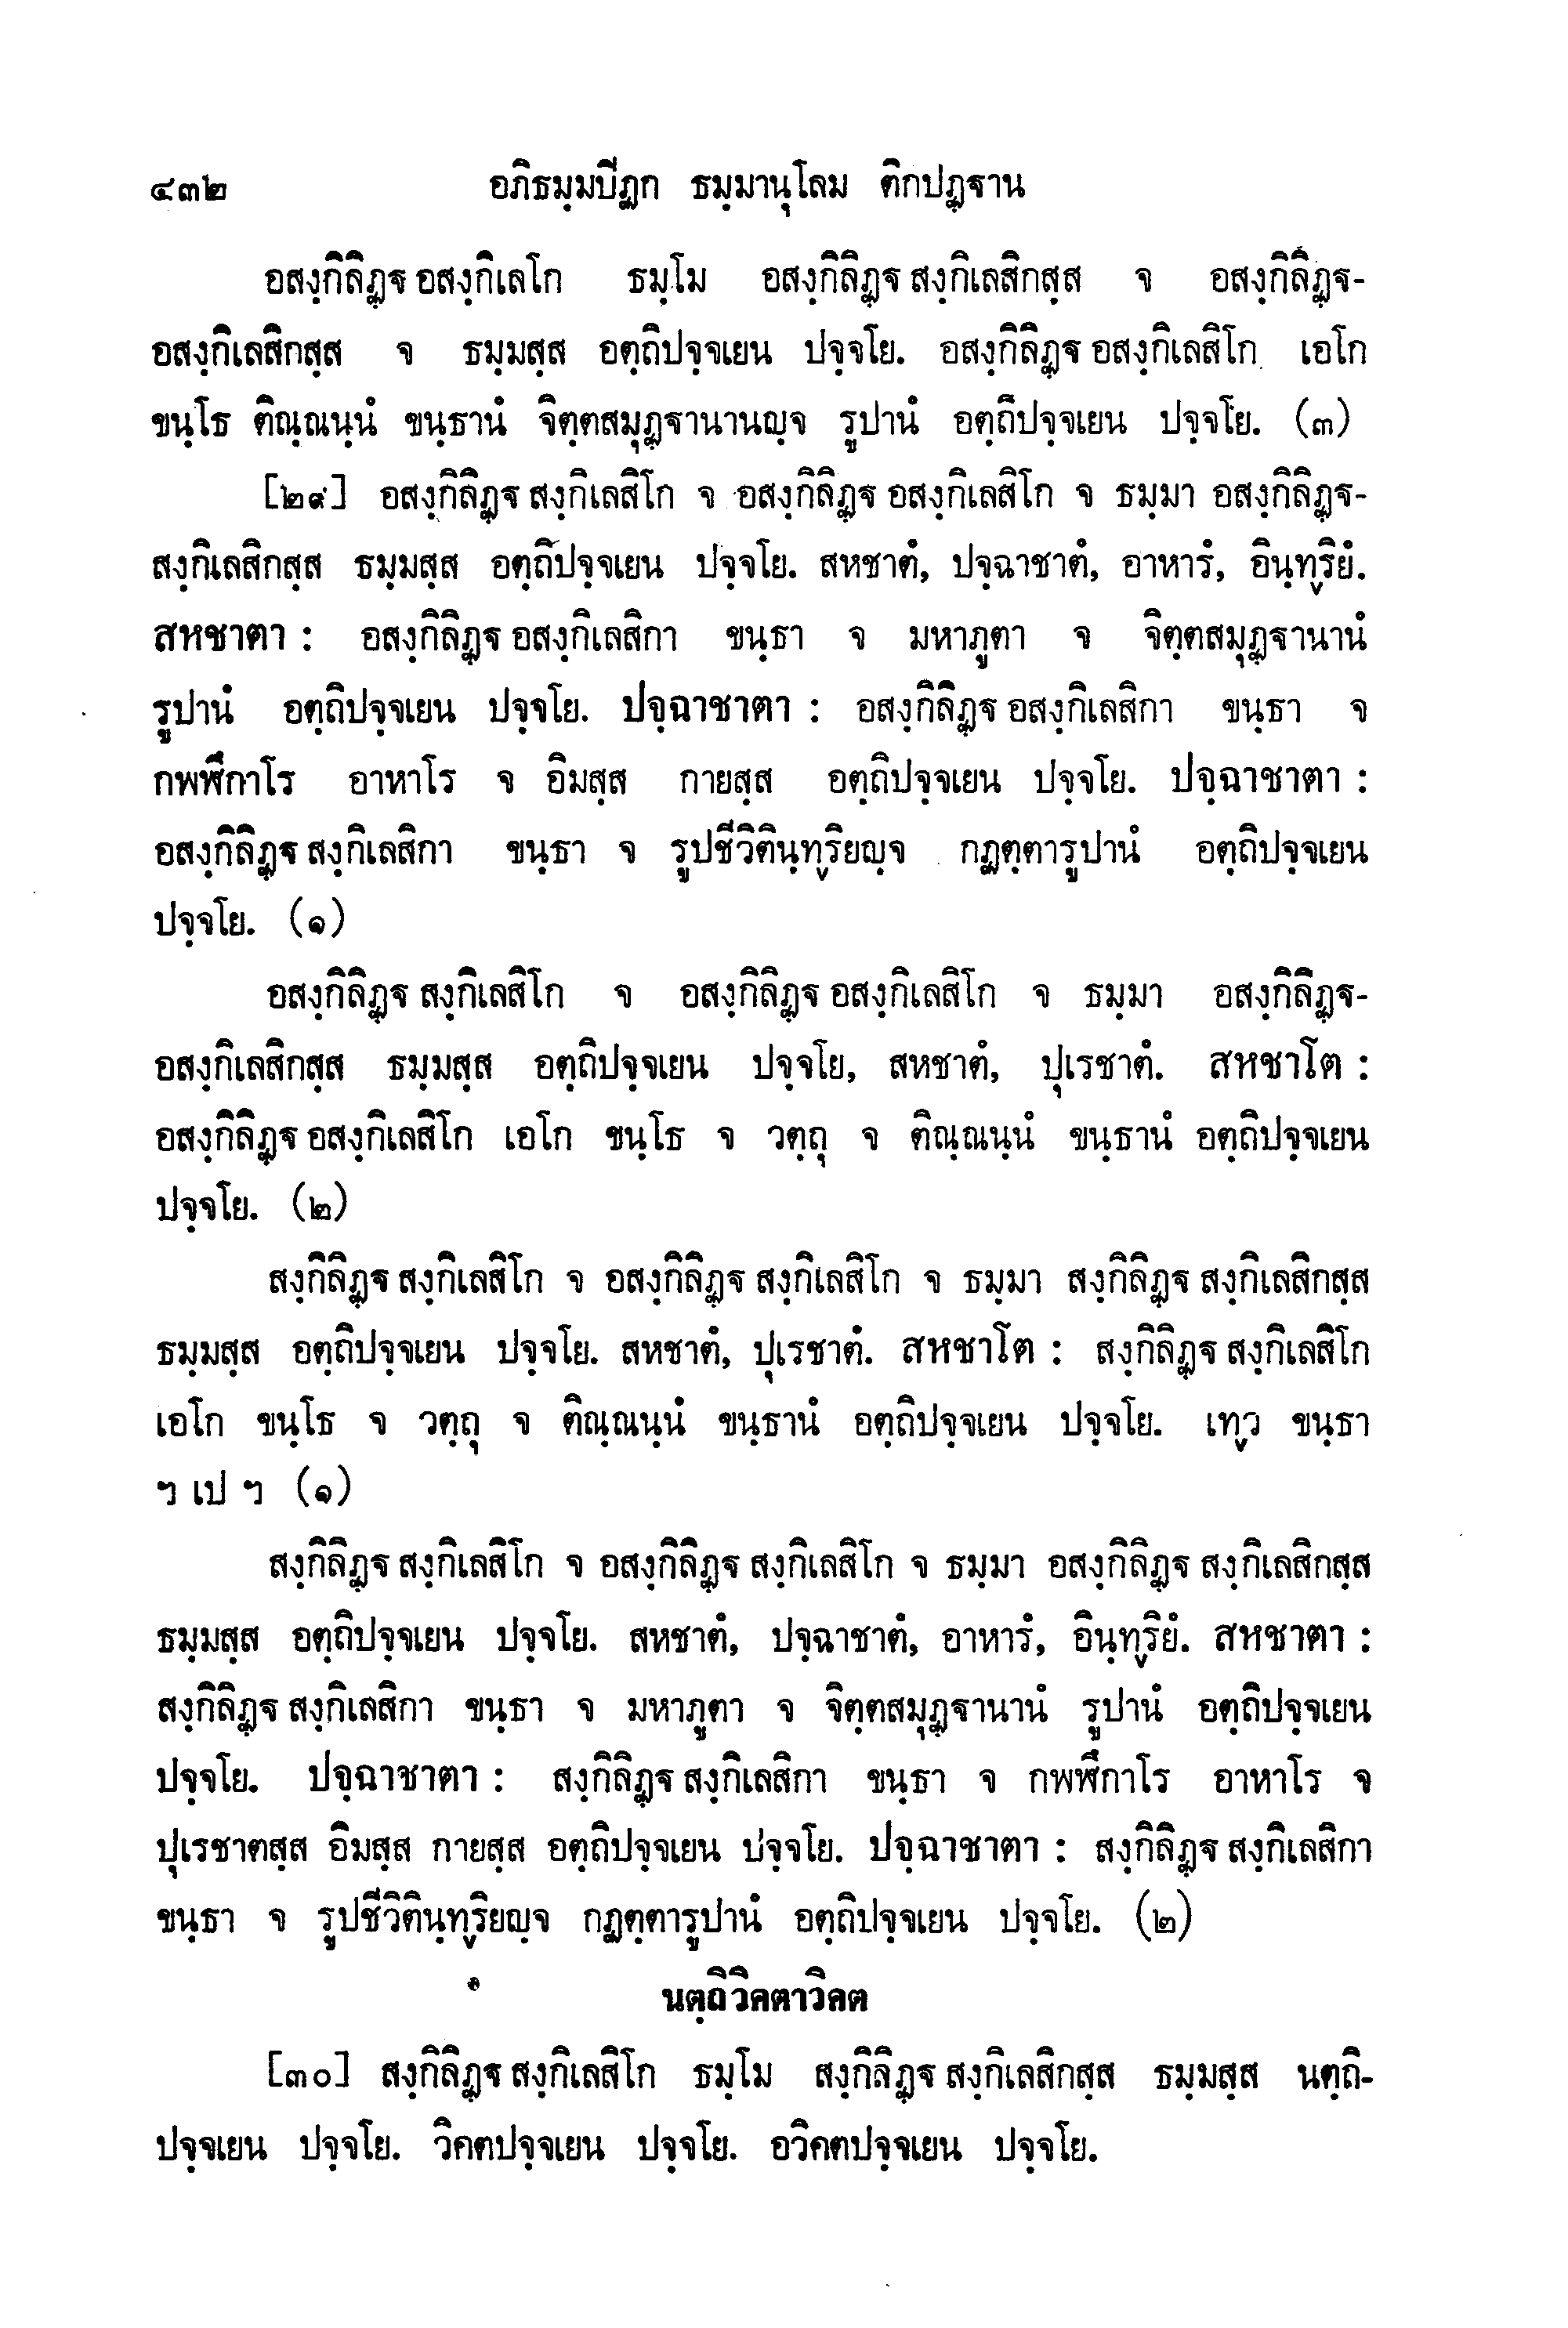 ๔๓๒ อภิธมฺมปีฏก ธมฺมานุโลม ติกปฏฺฐาน
อสงฺกิลิฏฺฐ อสงฺกิเลโก ธมฺโม อสงฺกิลิฏฺฐ สงฺกิเลสิกสฺส จ อสงฺกิลิฏฺฐ-
อสงฺกิเลสิกสฺส จ ธมฺมสฺส อตฺถิปจฺจเยน ปจฺจโย. อสงฺกิลิฏฺฐ อสงฺกิเลสิโก เอโก
ขนฺโธ ติณฺณนฺนํ ขนฺธานํ จิตฺตสมุฏฺฐานานญฺจ รูปานํ อตฺถิปจฺจเยน ปจฺจโย. (๓)
[๒๙] อสงฺกิลิฏฺฐ สงฺกิเลสิโก จ อสงฺกิลิฏฺฐ อสงฺกิเลสิโก จ ธมฺมา อสงฺกิลิฏฺฐ-
สงฺกิเลสิกสฺส ธมฺมสฺส อตฺถิปจฺจเยน ปจฺจโย. สหชาตํ, ปจฺฉาชาตํ, อาหารํ, อินฺทฺริยํ.
สหชาตา : อสงฺกิลิฏฺฐ อสงฺกิเลสิกา ขนฺธา จ มหาภูตา จ จิตฺตสมุฏฺฐานานํ
รูปานํ อตฺถิปจฺจเยน ปจฺจโย. ปจฺฉาชาตา : อสงฺกิลิฏฺฐ อสงฺกิเลสิกา ขนฺธา จ
กพฬีกาโร อาหาโร จ อิมสฺส กายสฺส อตฺถิปจฺจเยน ปจฺจโย. ปจฺฉาชาตา :
อสงฺกิลิฏฺฐ สงฺกิเลสิกา ขนฺธา จ รูปชีวิตินฺทฺริยญฺจ กฏตฺตารูปานํ อตฺถิปจฺจเยน
ปจฺจโย. (๑)
อสงฺกิลิฏฺฐ สงฺกิเลสิโก จ อสงฺกิลิฏฺฐ อสงฺกิเลสิโก จ ธมฺมา อสงฺกิลิฏฺฐ-
อสงฺกิเลสิกสฺส ธมฺมสฺส อตฺถิปจฺจเยน ปจฺจโย, สหชาตํ, ปุเรชาตํ. สหชาโต :
อสงฺกิลิฏฺฐ อสงฺกิเลสิโก เอโก ขนฺโธ จ วตฺถุ จ ติณฺณนฺนํ ขนฺธานํ อตฺถิปจฺจเยน
ปจฺจโย. (๒)
สงฺกิลิฏฺฐ สงฺกิเลสิโก จ อสงฺกิลิฏฺฐ สงฺกิเลสิโก จ ธมฺมา สงฺกิลิฏฺฐ สงฺกิเลสิกสฺส
ธมฺมสฺส อตฺถิปจฺจเยน ปจฺจโย. สหชาตํ, ปุเรชาตํ. สหชาโต : สงฺกิลิฏฺฐ สงฺกิเลสิโก
เอโก ขนฺโธ จ วตฺถุ จ ติณฺณนฺนํ ขนฺธานํ อตฺถิปจฺจเยน ปจฺจโย. เทฺว ขนฺธา
ฯ เป ฯ (๑)
สงฺกิลิฏฺฐ สงฺกิเลสิโก จ อสงฺกิลิฏฺฐ สงฺกิเลสิโก จ ธมฺมา อสงฺกิลิฏฺฐ สงฺกิเลสิกสฺส
ธมฺมสฺส อตฺถิปจฺจเยน ปจฺจโย. สหชาตํ, ปจฺฉาชาตํ, อาหารํ, อินฺทฺริยํ. สหชาตา :
สงฺกิลิฏฺฐ สงฺกิเลสิกา ขนฺธา จ มหาภูตา จ จิตฺตสมุฏฺฐานานํ รูปานํ อตฺถิปจฺจเยน
ปจฺจโย. ปจฺฉาชาตา : สงฺกิลิฏฺฐ สงฺกิเลสิกา ขนฺธา จ กพฬีกาโร อาหาโร จ
ปุเรชาตสฺส อิมสฺส กายสฺส อตฺถิปจฺจเยน ปจฺจโย. ปจฺฉาชาตา : สงฺกิลิฏฺฐ สงฺกิเลสิกา
ขนฺธา จ รูปชีวิตินฺทฺริยญฺจ กฏตฺตารูปานํ อตฺถิปจฺจเยน ปจฺจโย. (๒)
นตฺถิวิคตาวิคต
[๓๐] สงฺกิลิฏฺฐ สงฺกิเลสิโก ธมฺโม สงฺกิลิฏฺฐ สงฺกิเลสิกสฺส ธมฺมสฺส นตฺถิ-
ปจฺจเยน ปจฺจโย. วิคตปจฺจเยน ปจฺจโย. อวิคตปจฺจเยน ปจฺจโย.